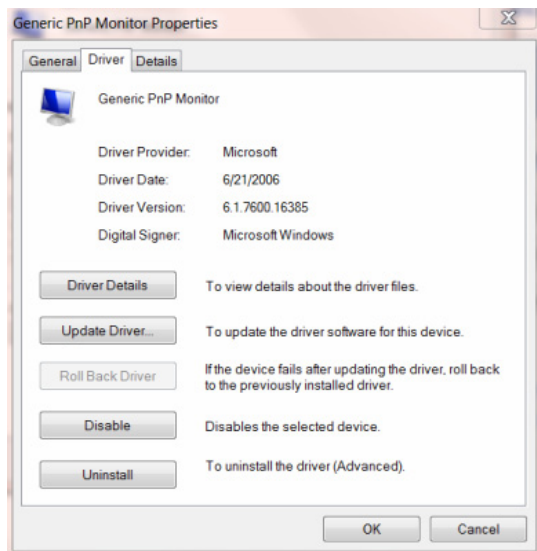 Generic PnP Monitor Properties
General Driver Details
Generic PnP Monitor
Driver Provider: Microsoft
Driver Date: 6/21/2006
Driver Version: 6.1.7600.16385
Digital Signer: Microsoft Windows
Driver Details To view details about the driver files.
Update Driver... To update the driver software for this device.
Roll Back Driver If the device fails after updating the driver, roll back
to the previously installed driver.
Disable Disables the selected device.
Uninstall To uninstall the driver (Advanced).
OK Cancel